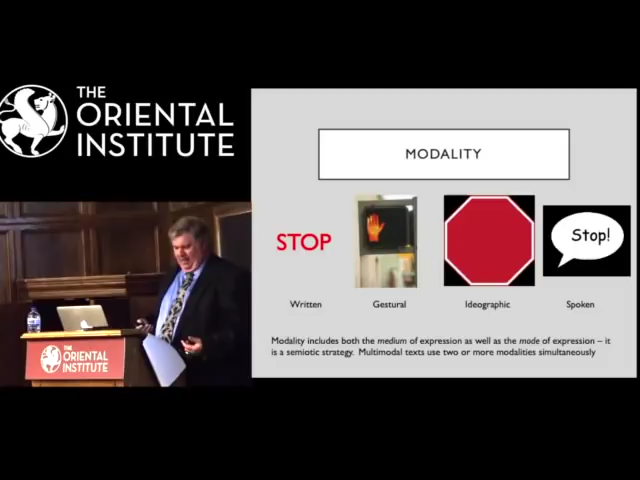 THE
ORIENTAL
INSTITUTE
MODALITY
STOP
Stop!
Written
Gestural
Ideographic
Spoken
Modality includes both the medium of expression as well as the mode of expression – it
is a semiotic strategy. Multimodal texts use two or more modalities simultaneously
THE
ORIENTAL
INSTITUTE